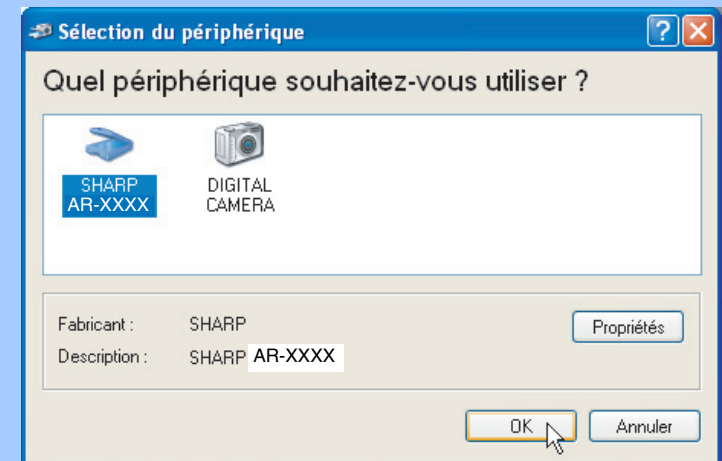 Sélection du périphérique
Quel périphérique souhaitez-vous utiliser ?
SHARP
AR-XXXX
DIGITAL
CAMERA
Fabricant :
SHARP
Propriétés
Description :
SHARP AR-XXXX
OK
Annuler